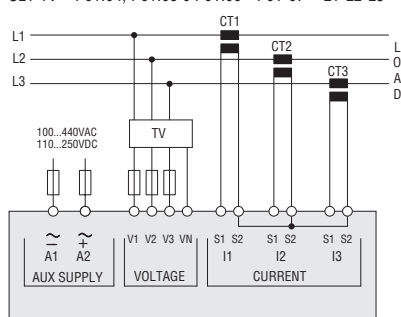 CT1
L1
CT2
L2
L
O
A
D
CT3
L3
100...440VAC
110...250VDC
TV
V1 V2 V3 VN
S1 S2
S1 S2
S1 S2
A1
A2
I1
I2
I3
AUX SUPPLY
VOLTAGE
CURRENT